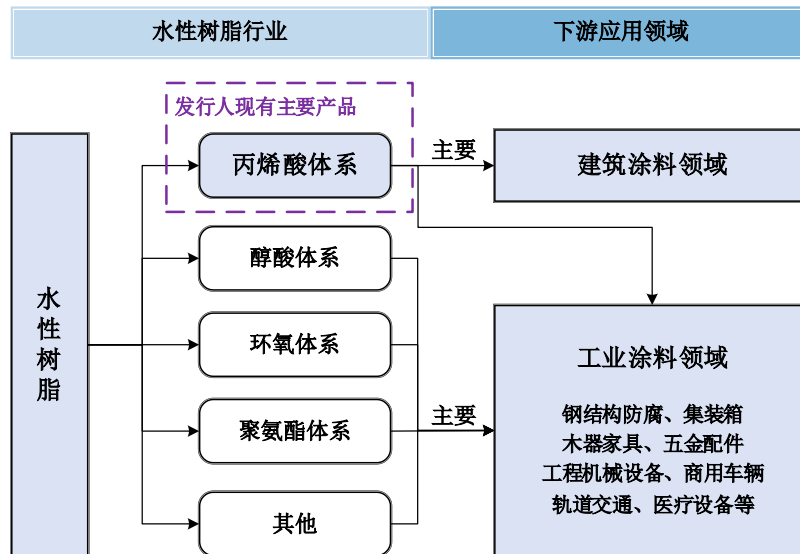 水性树脂行业
下游应用领域
发行人现有主要产品
丙烯酸体系
主要
建筑涂料领域
醇酸体系
水性树脂
环氧体系
工业涂料领域
聚氨酯体系
主要
钢结构防腐、集装箱
木器家具、五金配件
工程机械设备、商用车辆
轨道交通、医疗设备等
其他